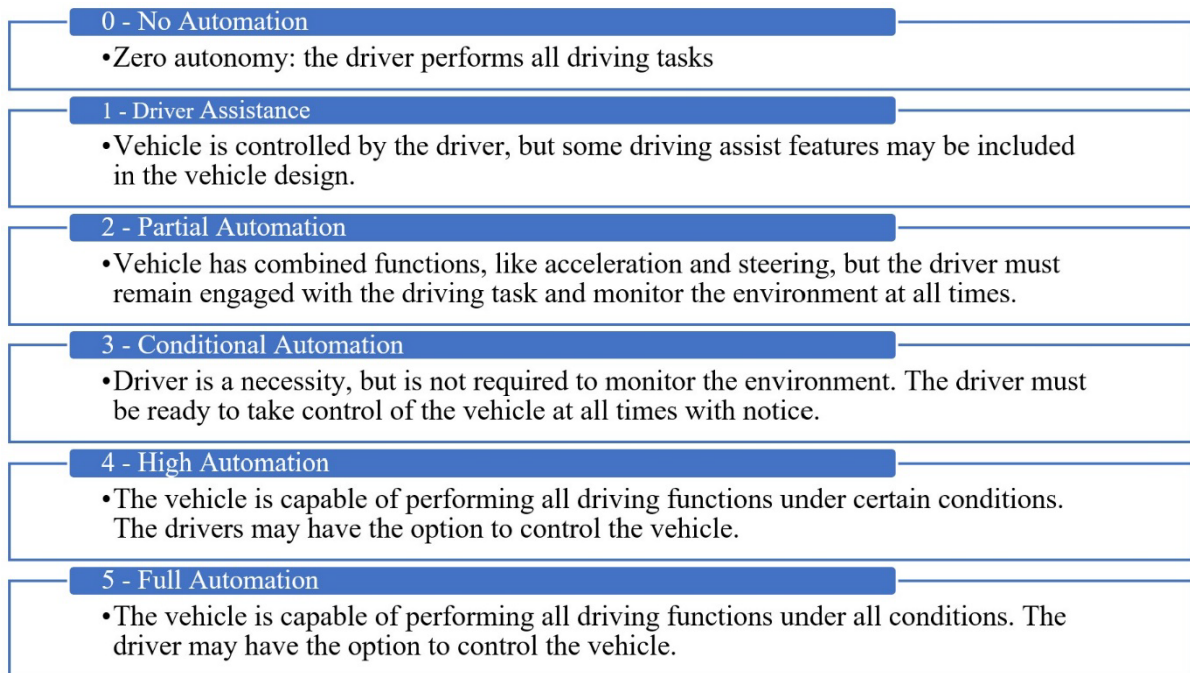 0 - No Automation
•Zero autonomy: the driver performs all driving tasks
1 - Driver Assistance
•Vehicle is controlled by the driver, but some driving assist features may be included
in the vehicle design.
2 - Partial Automation
•Vehicle has combined functions, like acceleration and steering, but the driver must
remain engaged with the driving task and monitor the environment at all times.
3 - Conditional Automation
•Driver is a necessity, but is not required to monitor the environment. The driver must
be ready to take control of the vehicle at all times with notice.
4 - High Automation
•The vehicle is capable of performing all driving functions under certain conditions.
The drivers may have the option to control the vehicle.
5 - Full Automation
•The vehicle is capable of performing all driving functions under all conditions. The
driver may have the option to control the vehicle.